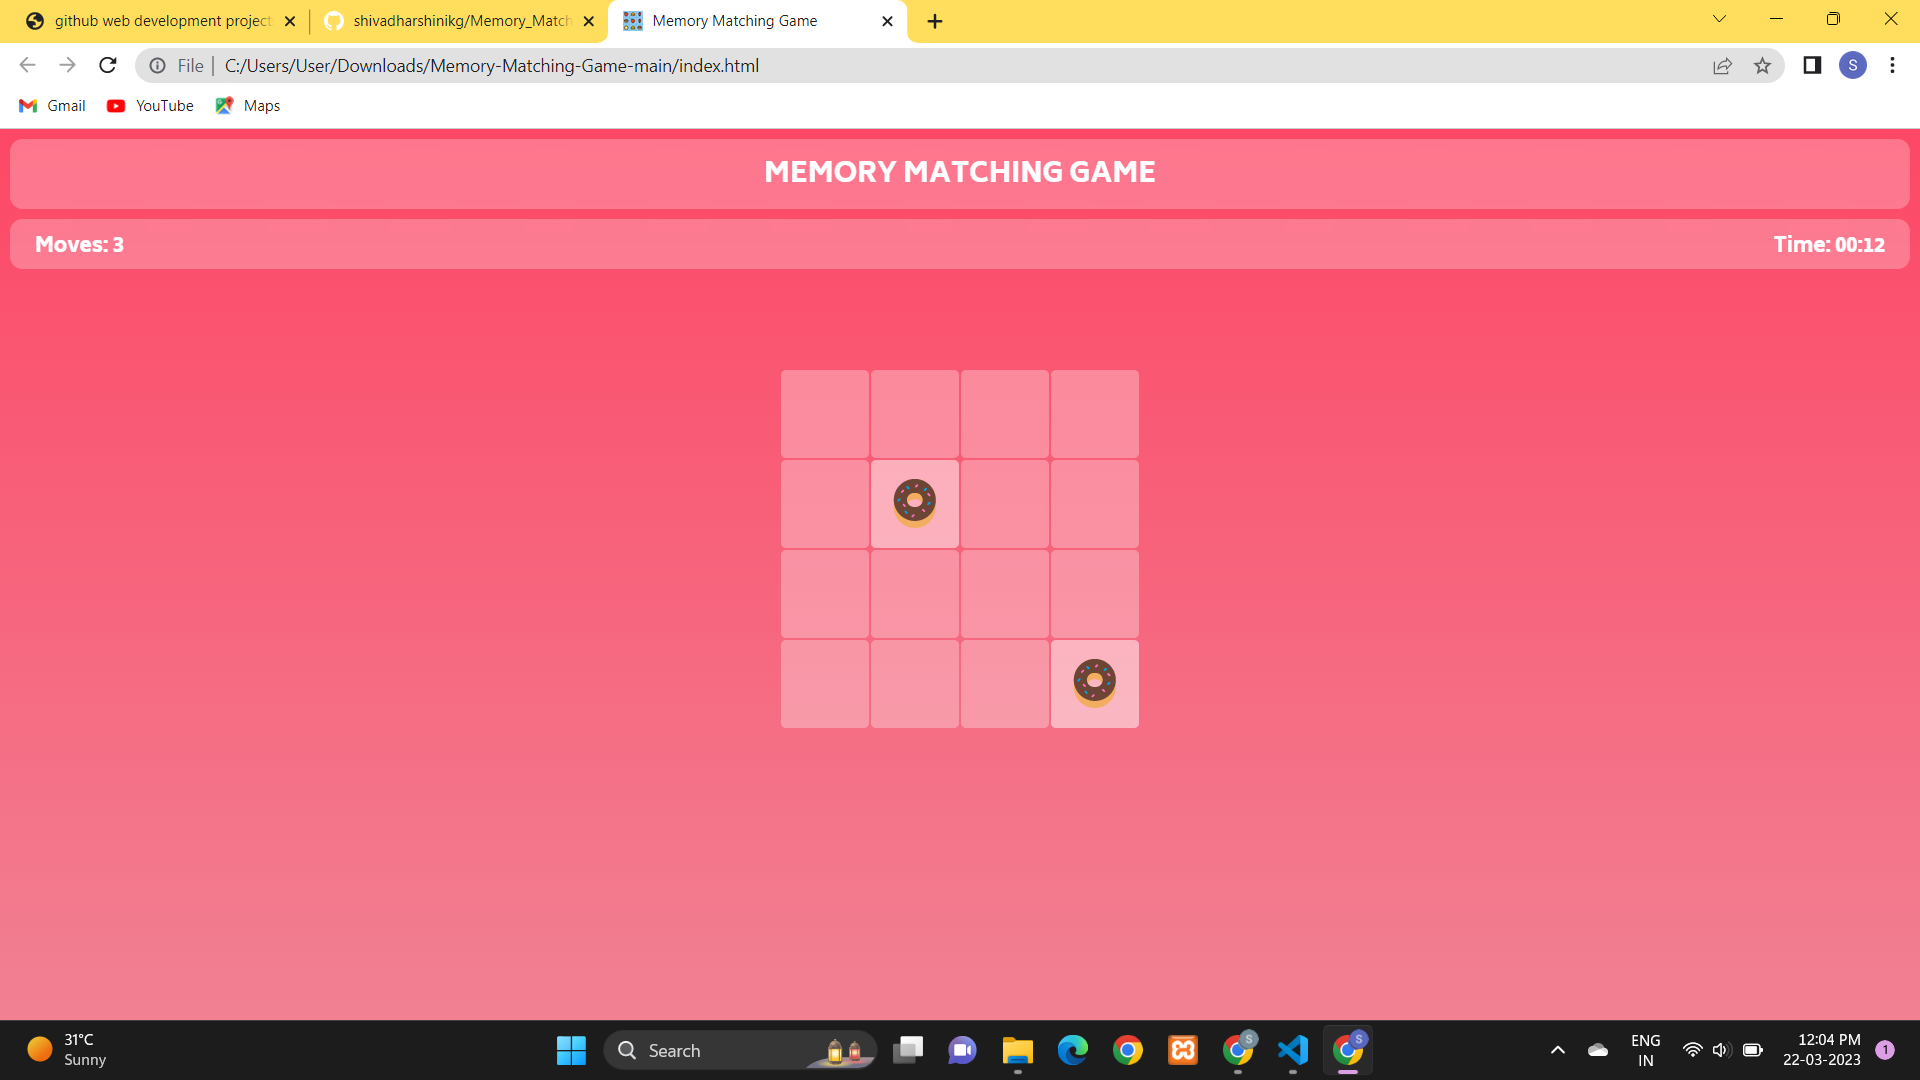 github web development project
shivadharshinikg/Memory_Match
Memory Matching Game
File
C:/Users/User/Downloads/Memory-Matching-Game-main/index.html
S
Gmail
YouTube
Maps
MEMORY MATCHING GAME
Moves: 3
Time: 00:12
31°C
Sunny
Search
S
S
ENG
IN
12:04 PM
22-03-2023
1